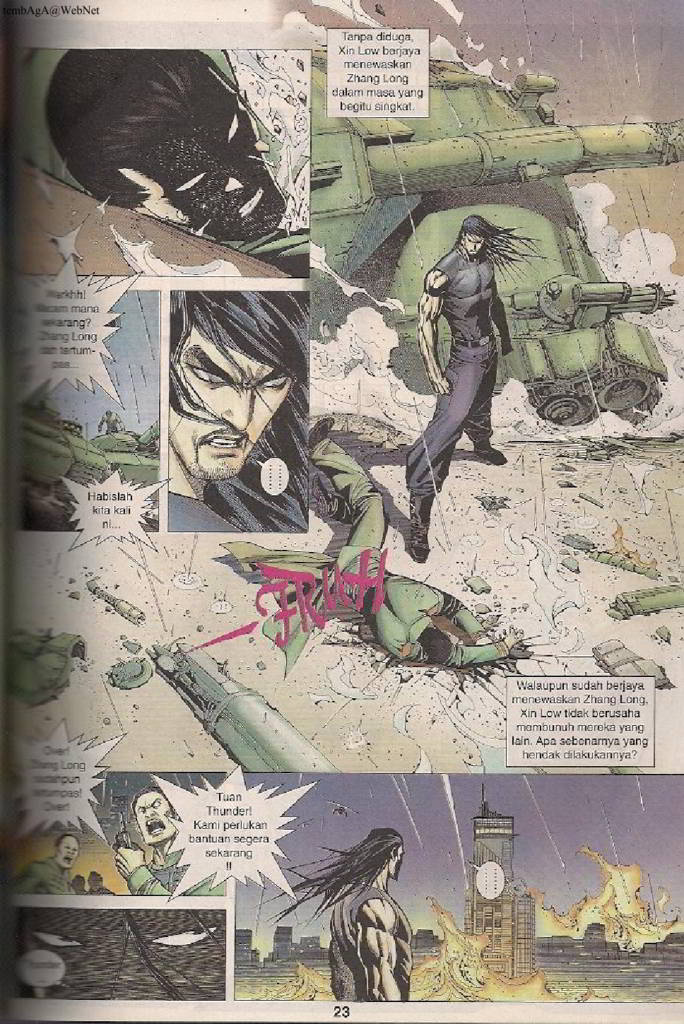 tembAgA@WebNet
Tanpa diduga,
Xin Low berjaya
menewaskan
Zhang Long
dalam masa yang
begitu singkat.
Warkhh!
Macam mana
sekarang?
Zhang Long
dah tertum-
pas...
Habislah
kita kali
ni...
Walaupun sudah berjaya
menewaskan Zhang Long,
Xin Low tidak berusaha
membunuh mereka yang
lain. Apa sebenarnya yang
hendak dilakukannya?
Over!
Zhang Long
sudahpun
tertumpas!
Over!
Tuan
Thunder!
Kami perlukan
bantuan segera
sekarang
!!
23